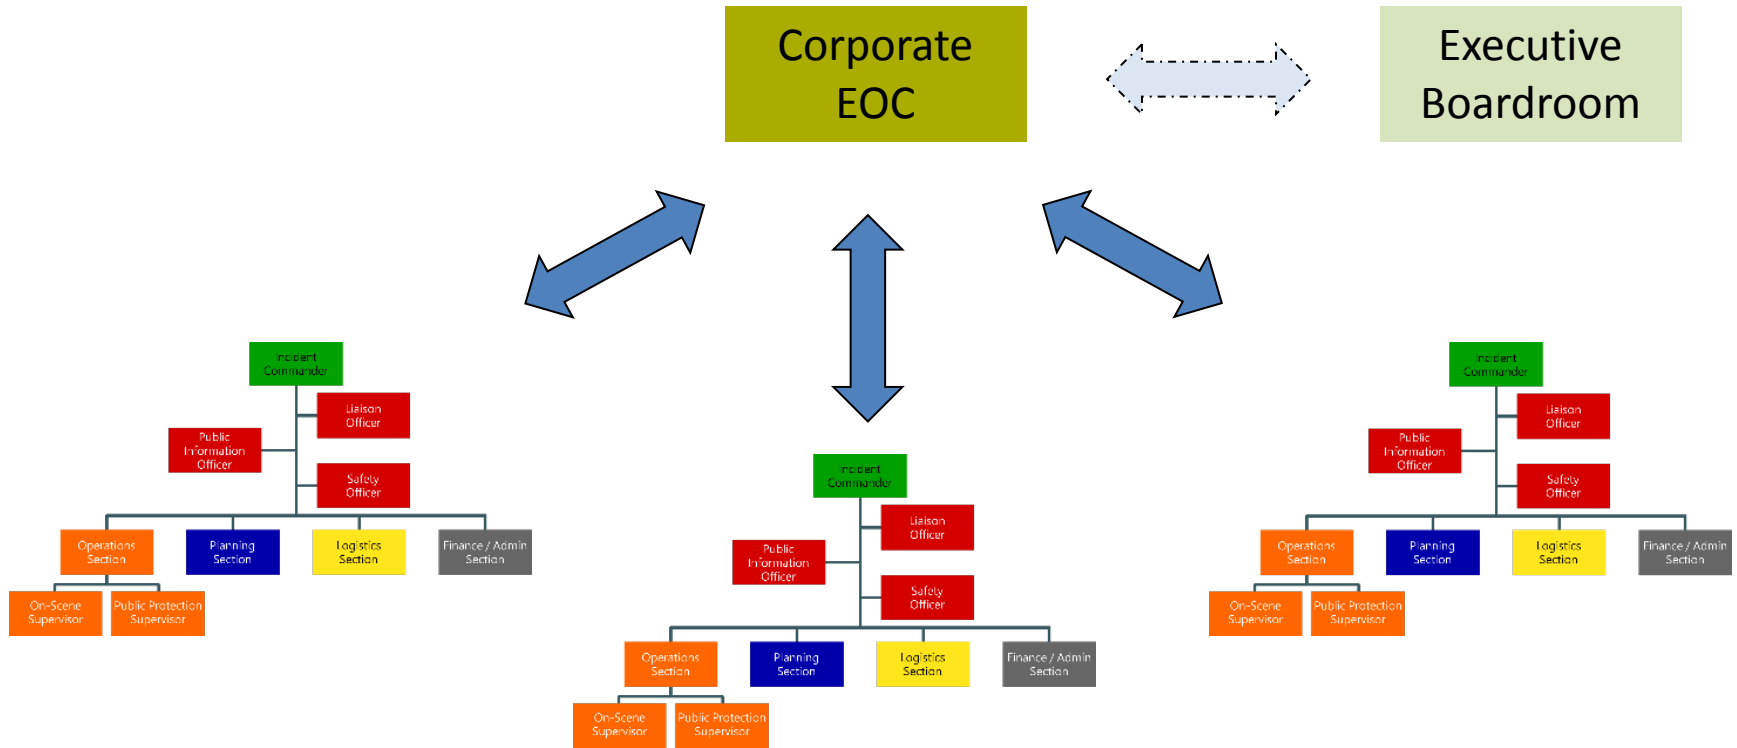 Corporate
EOC
Executive
Boardroom
Incident
Commander
Liaison
Officer
Public
Information
Officer
Safety
Officer
Operations
Section
Planning
Section
Logistics
Section
Finance / Admin
Section
On-Scene
Supervisor
Public Protection
Supervisor
Incident
Commander
Liaison
Officer
Public
Information
Officer
Safety
Officer
Operations
Section
Planning
Section
Logistics
Section
Finance / Admin
Section
On-Scene
Supervisor
Public Protection
Supervisor
Incident
Commander
Liaison
Officer
Public
Information
Officer
Safety
Officer
Operations
Section
Planning
Section
Logistics
Section
Finance / Admin
Section
On-Scene
Supervisor
Public Protection
Supervisor